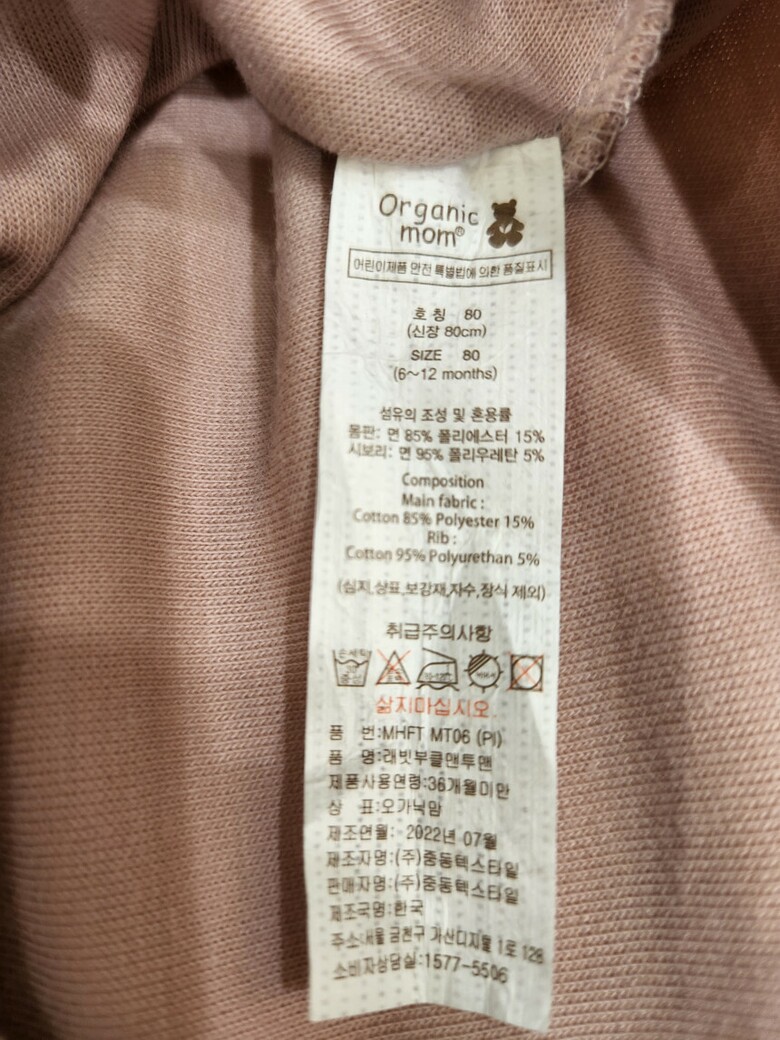 Organic
mom®
어린이제품 안전 특별법에 의한 품질표시
호 칭 80
(신장 80cm)
SIZE 80
(6~12 months)
섬유의 조성 및 혼용률
몸판: 면 85% 폴리에스터 15%
시보리: 면 95% 폴리우레탄 5%
Composition
Main fabric :
Cotton 85% Polyester 15%
Rib :
Cotton 95% Polyurethan 5%
(심지,상표,보강재,자수,장식 제외)
취급주의사항
손세탁
30
중성
삶지마십시오
품 번:MHFT MT06 (PI)
품 명:래빗부클맨투맨
제품사용연령:36개월미만
상 표:오가닉맘
제조연월: 2022년 07월
제조자명:(주)중동텍스타일
판매자명:(주)중동텍스타일
제조국명:한국
주소:서울 금천구 가산디지털 1로 128
소비자상담실:1577-5506